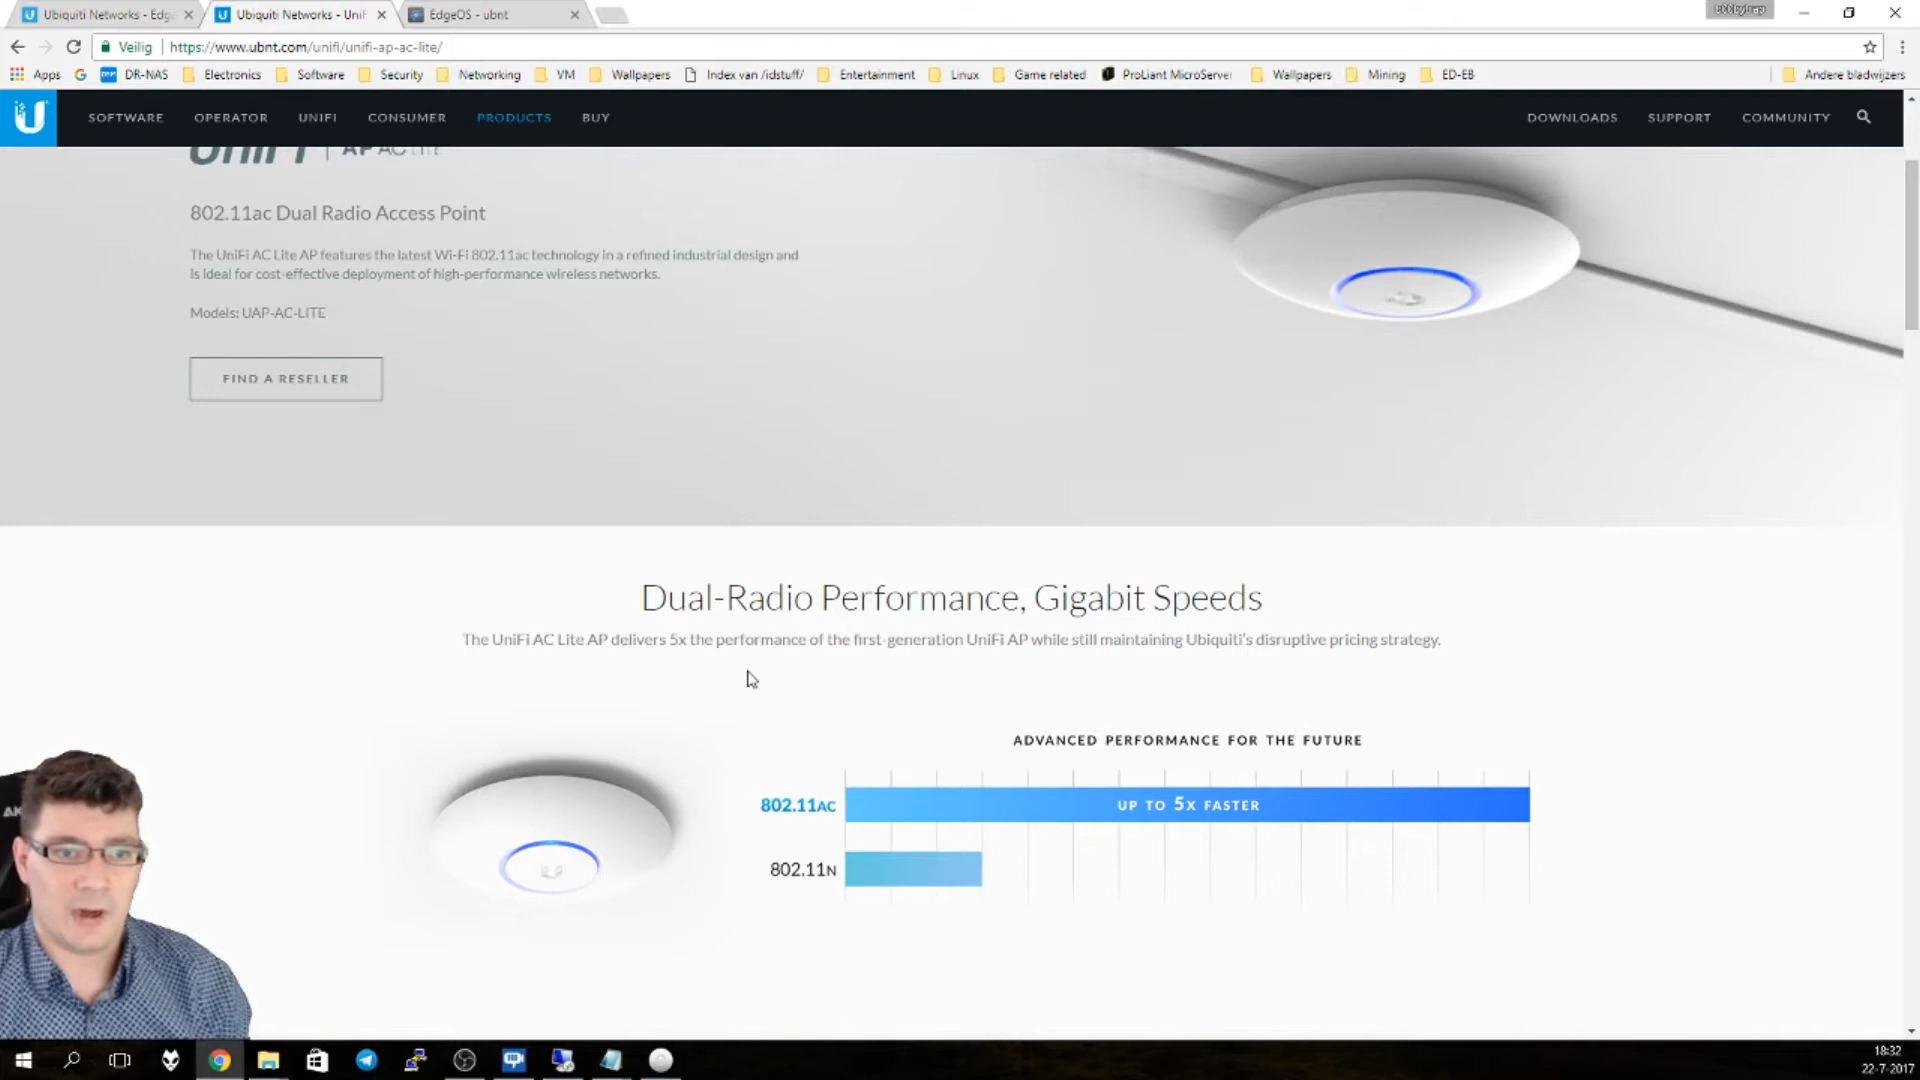 Ubiquiti Networks - Edg
Ubiquiti Networks - Unif
EdgeOS - ubnt
Veilig
https://www.ubnt.com/unifi/unifi-ap-ac-lite/
Apps
DR-NAS
Electronics
Software
Security
Networking
VM
Wallpapers
Index van /idstuff/
Entertainment
Linux
Game related
ProLiant MicroServer
Wallpapers
Mining
ED-EB
Andere bladwijzers
SOFTWARE
OPERATOR
UNIFI
CONSUMER
PRODUCTS
BUY
DOWNLOADS
SUPPORT
COMMUNITY
UniFi | AP AC LITE
802.11ac Dual Radio Access Point
The UniFi AC Lite AP features the latest Wi-Fi 802.11ac technology in a refined industrial design and
is ideal for cost-effective deployment of high-performance wireless networks.
Models: UAP-AC-LITE
FIND A RESELLER
Dual-Radio Performance, Gigabit Speeds
The UniFi AC Lite AP delivers 5x the performance of the first-generation UniFi AP while still maintaining Ubiquiti's disruptive pricing strategy.
ADVANCED PERFORMANCE FOR THE FUTURE
802.11AC
UP TO 5X FASTER
802.11N
18:32
22-7-2017